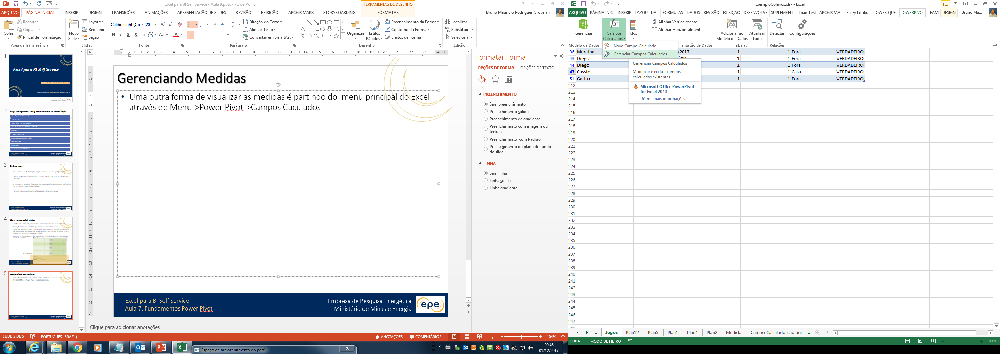 Excel para BI Self Service - Aula 8.pptx - PowerPoint
FERRAMENTAS DE DESENHO
ARQUIVO PÁGINA INICIAL INSERIR DESIGN TRANSIÇÕES ANIMAÇÕES APRESENTAÇÃO DE SLIDES REVISÃO EXIBIÇÃO ARCGIS MAPS STORYBOARDING FORMATAR
Bruno Mauricio Rodrigues Crotman
Colar
Recortar
Copiar
Pincel de Formatação
Área de Transferência
Novo
Slide
Layout
Redefinir
Seção
Slides
Calibri Light (Co 20
N I S S abc AV Aa A
Fonte
Direção do Texto
Alinhar Texto
Converter em SmartArt
Parágrafo
Organizar
Estilos
Rápidos
Preenchimento da Forma
Contorno da Forma
Efeitos de Forma
Desenho
Localizar
Substituir
Selecionar
Edição
1
Excel para BI Self Service
Superintendência de Tecnologia da Informação
2
Hoje (e na próxima aula). Fundamentos do Power Pivot
3
Referências
4
Gerenciando Medidas
5
Gerenciando Medidas
Gerenciando Medidas
• Uma outra forma de visualizar as medidas é partindo do menu principal do Excel
através de Menu->Power Pivot->Campos Caculados
Excel para BI Self Service
Aula 7: Fundamentos Power Pivot
Empresa de Pesquisa Energética
Ministério de Minas e Energia
epe
Clique para adicionar anotações
Formatar Forma
OPÇÕES DE FORMA OPÇÕES DE TEXTO
PREENCHIMENTO
Sem preenchimento
Preenchimento sólido
Preenchimento de gradiente
Preenchimento com imagem ou
textura
Preenchimento com Padrão
Preenchimento do plano de fundo
do slide
LINHA
Sem linha
Linha sólida
Linha gradiente
SLIDE 5 DE 5 PORTUGUÊS (BRASIL)
ANOTAÇÕES COMENTÁRIOS 104%
Espaço de armazenamento do perfil
PT
09:46
01/12/2017
ExemploGoleiros.xlsx - Excel
F...
ARQUIVO PÁGINA INICI INSERIR LAYOUT DA FÓRMULAS DADOS REVISÃO EXIBIÇÃO DESENVOLVE SUPLEMENT Load Test ARCGIS MAP Fuzzy Looku POWER QUE POWERPIVO TEAM DESIGN
Bruno Ma...
Gerenciar
Modelo de Dados
Campos
Calculados
KPIs
Alinhar Verticalmente
Alinhar Horizontalmente
Adicionar ao
Modelo de Dados
Atualizar
Tudo
Tabelas
Detectar
Relações
Configurações
Novo Campo Calculado...
mentação de Dados
Gerenciar Campos Calculados...
Gerenciar Campos Calculados
Modificar e excluir campos
calculados existentes
Microsoft Office PowerPivot
for Excel 2013
Dê-me mais informações
36 Muralha /2017 1 1 Fora VERDADEIRO
43 Diego 1 1 Fora VERDADEIRO
44 Diego 1 1 Fora VERDADEIRO
47 Cássio 1 1 Casa VERDADEIRO
51 Gatito 1 1 Fora VERDADEIRO
212
213
214
215
216
217
218
219
220
221
222
223
224
225
226
227
228
229
230
231
232
233
234
235
236
237
238
239
240
241
242
243
244
245
246
247
... Jogos Plan12 Plan5 Plan1 Plan4 Plan2 Medida Campo Calculado não agre ...
EDITA MODO DE FILTRO 100%